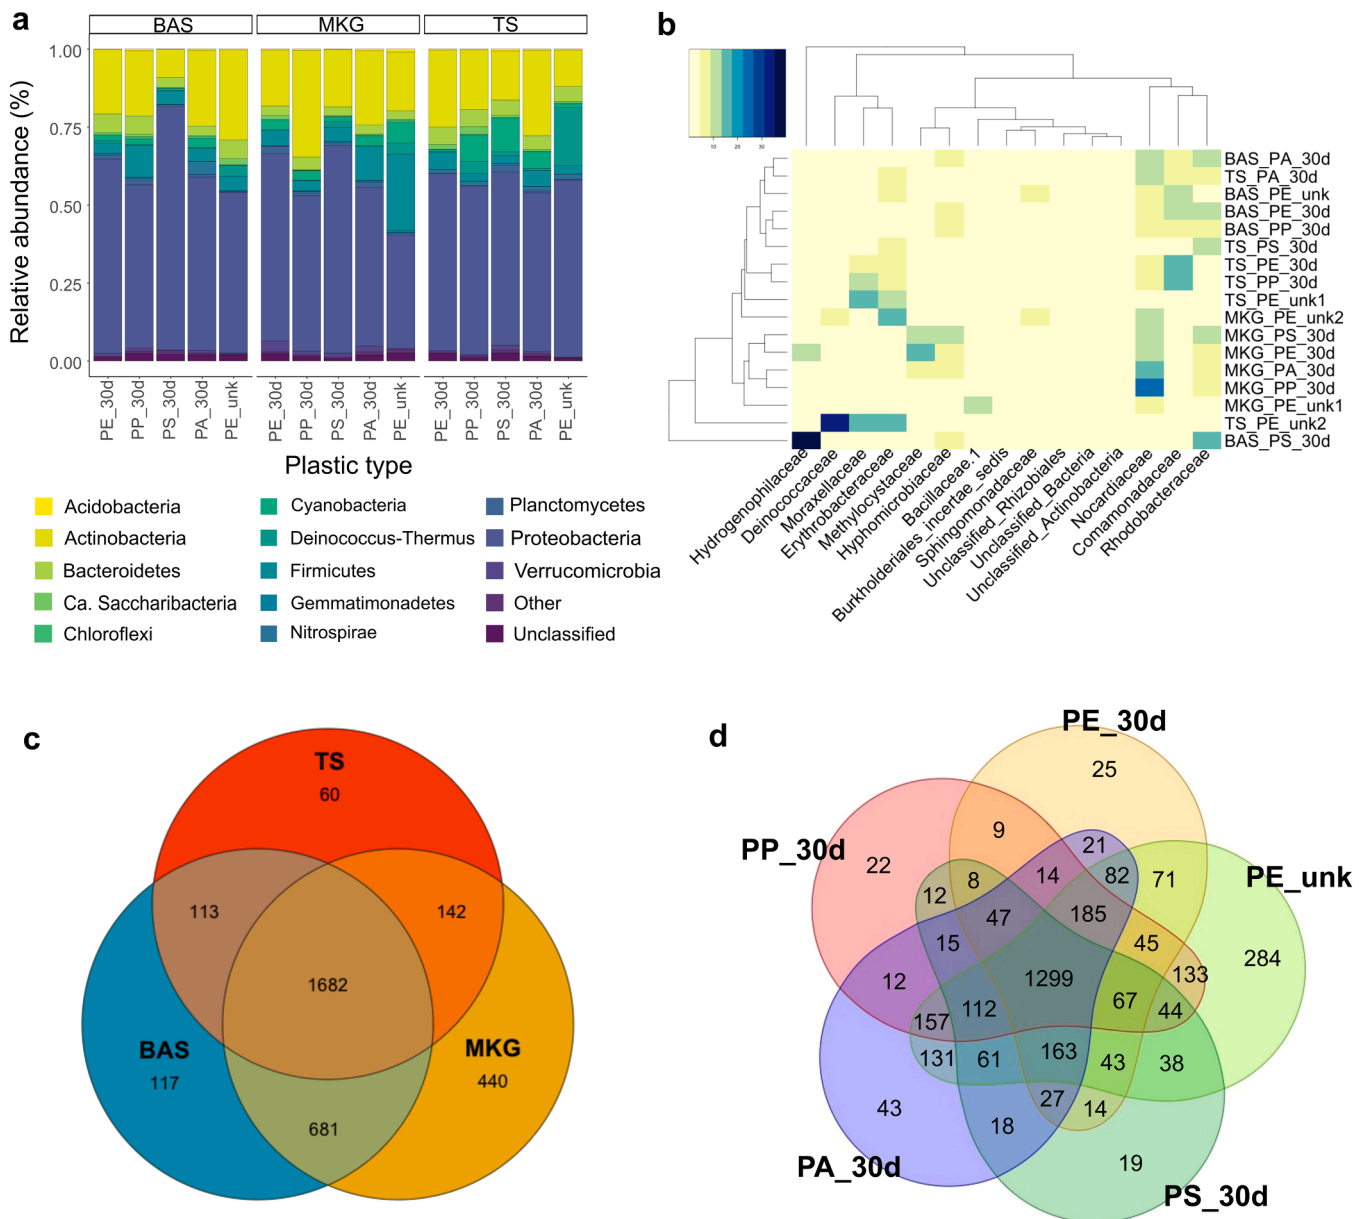 a
BAS MKG TS
Relative abundance (%)
1.00
0.75
0.50
0.25
0.00
PE_30d PP_30d PS_30d PA_30d PE_unk PE_30d PP_30d PS_30d PA_30d PE_unk PE_30d PP_30d PS_30d PA_30d PE_unk
Plastic type
Acidobacteria
Actinobacteria
Bacteroidetes
Ca. Saccharibacteria
Chloroflexi
Cyanobacteria
Deinococcus-Thermus
Firmicutes
Gemmatimonadetes
Nitrospirae
Planctomycetes
Proteobacteria
Verrucomicrobia
Other
Unclassified
b
10 20 30
BAS_PA_30d
TS_PA_30d
BAS_PE_unk
BAS_PE_30d
BAS_PP_30d
TS_PS_30d
TS_PE_30d
TS_PP_30d
TS_PE_unk1
MKG_PE_unk2
MKG_PS_30d
MKG_PE_30d
MKG_PA_30d
MKG_PP_30d
MKG_PE_unk1
TS_PE_unk2
BAS_PS_30d
Hydrogenophilaceae
Deinococcaceae
Moraxellaceae
Erythrobacteraceae
Methylocystaceae
Hyphomicrobiaceae
Bacillaceae.1
Burkholderiales_incertae_sedis
Sphingomonadaceae
Unclassified_Rhizobiales
Unclassified_Bacteria
Unclassified_Actinobacteria
Nocardiaceae
Comamonadaceae
Rhodobacteraceae
c
TS
60
113
142
1682
BAS
117
MKG
440
681
d
PE_30d
25
PP_30d
22
9
21
14
82
71
PE_unk
284
12
8
47
185
45
133
15
12
1299
67
44
112
157
131
61
163
43
38
43
18
27
14
19
PA_30d
PS_30d